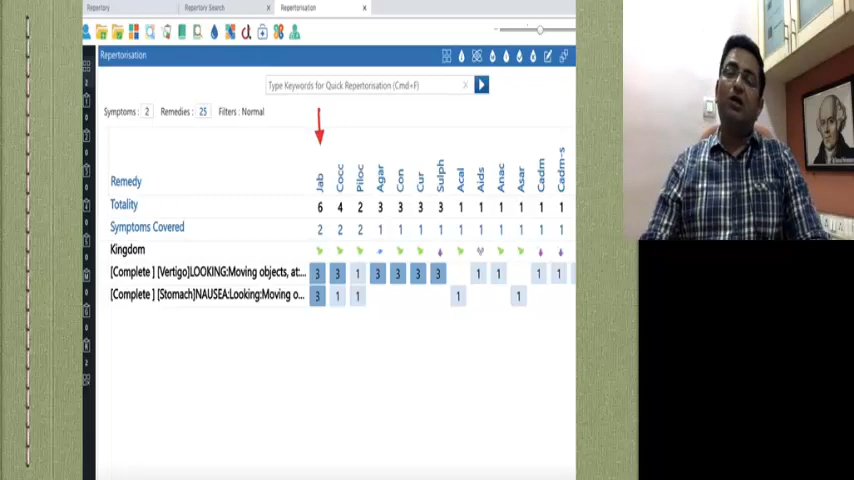 Repertory Repertory Search × Repertorisation ×
Repertorisation
Type Keywords for Quick Repertorisation (Cmd+F) ×
Symptoms : 2 Remedies : 25 Filters : Normal
Remedy Jab Cocc Piloc Agar Con Cur Sulph Acal Aids Anac Asar Cadm Cadm-s
Totality 6 4 2 3 3 3 3 1 1 1 1 1 1
Symptoms Covered 2 2 2 1 1 1 1 1 1 1 1 1 1
Kingdom
[Complete ] [Vertigo]LOOKING:Moving objects, at:... 3 3 1 3 3 3 3 1 1 1 1
[Complete ] [Stomach]NAUSEA:Looking:Moving o... 3 1 1 1 1